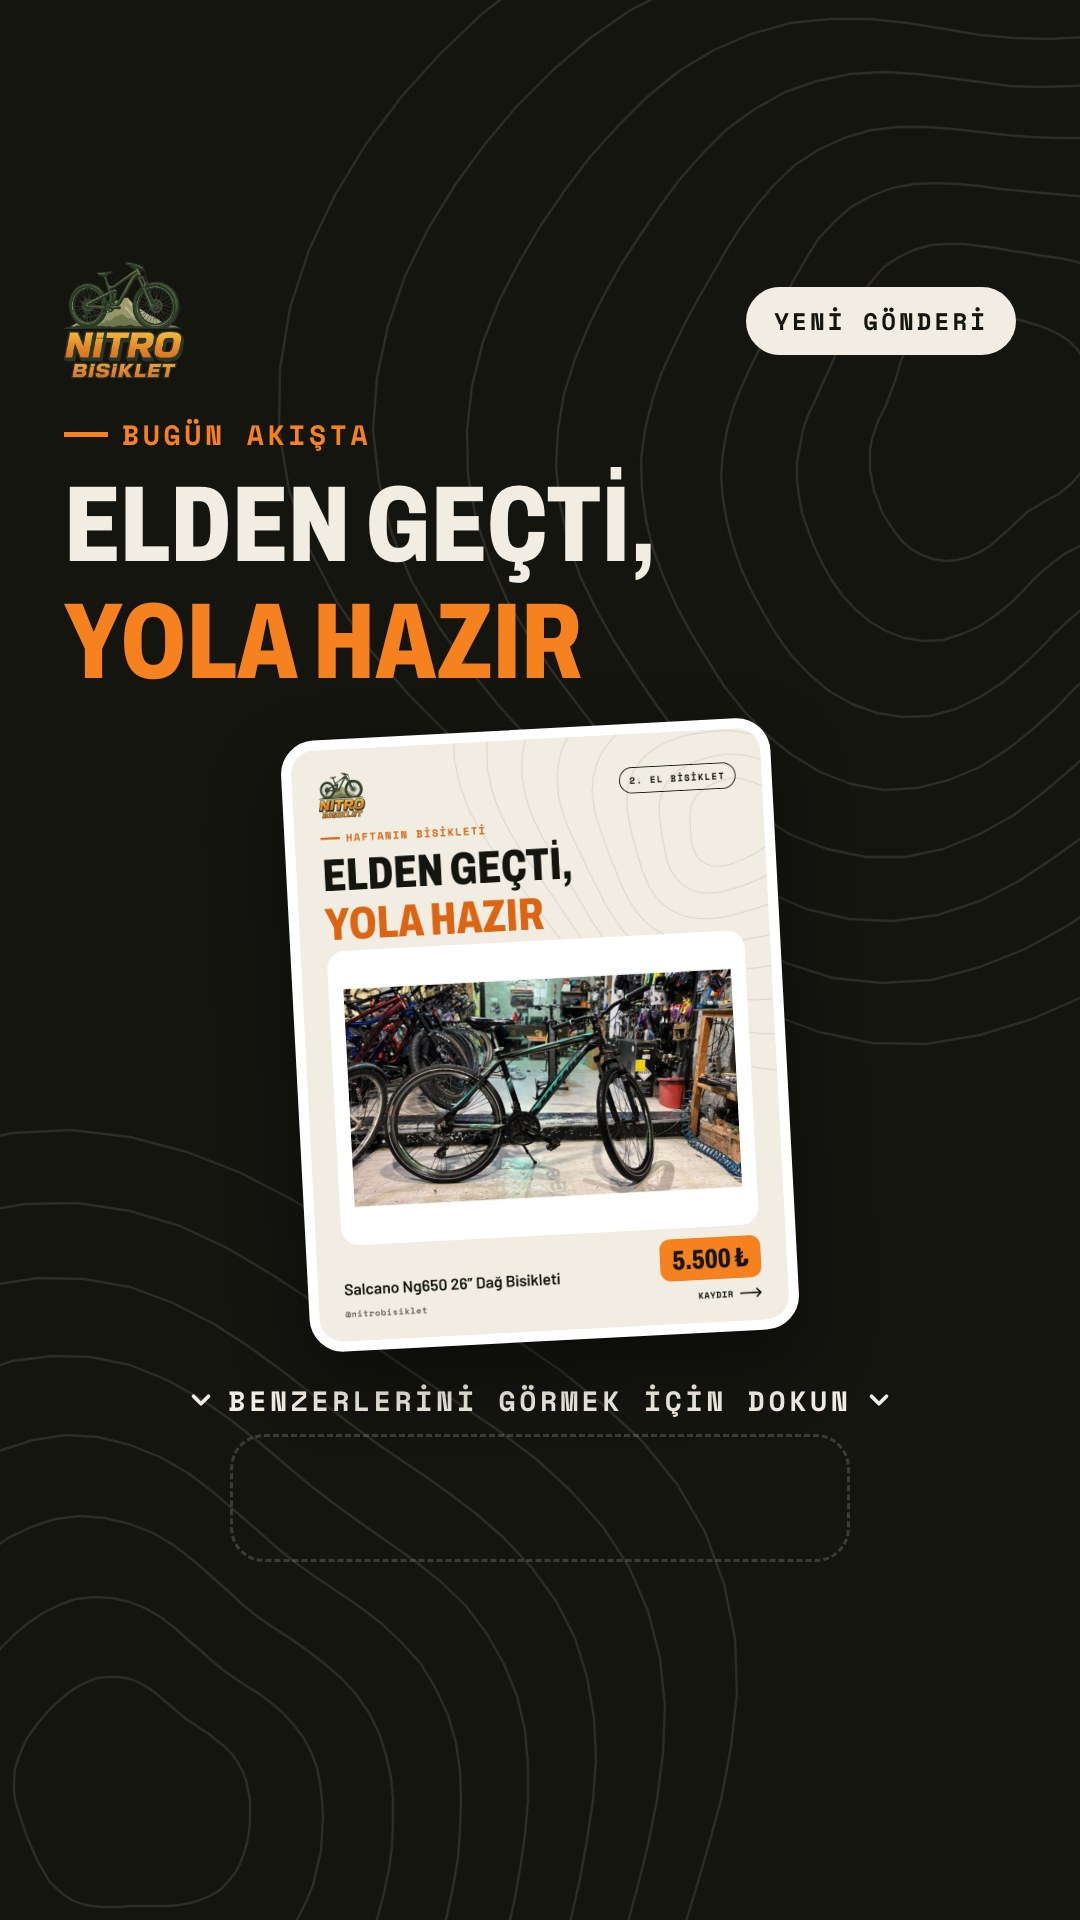 NiTRO
BiSiKLET
YENİ GÖNDERİ
BUGÜN AKIŞTA
ELDEN GEÇTİ,
YOLA HAZIR
NiTRO
BiSiKLET
2. EL BİSİKLET
HAFTANIN BİSİKLETİ
ELDEN GEÇTİ,
YOLA HAZIR
5.500 ₺
Salcano Ng650 26” Dağ Bisikleti
KAYDIR
@nitrobisiklet
BENZERLERİNİ GÖRMEK İÇİN DOKUN